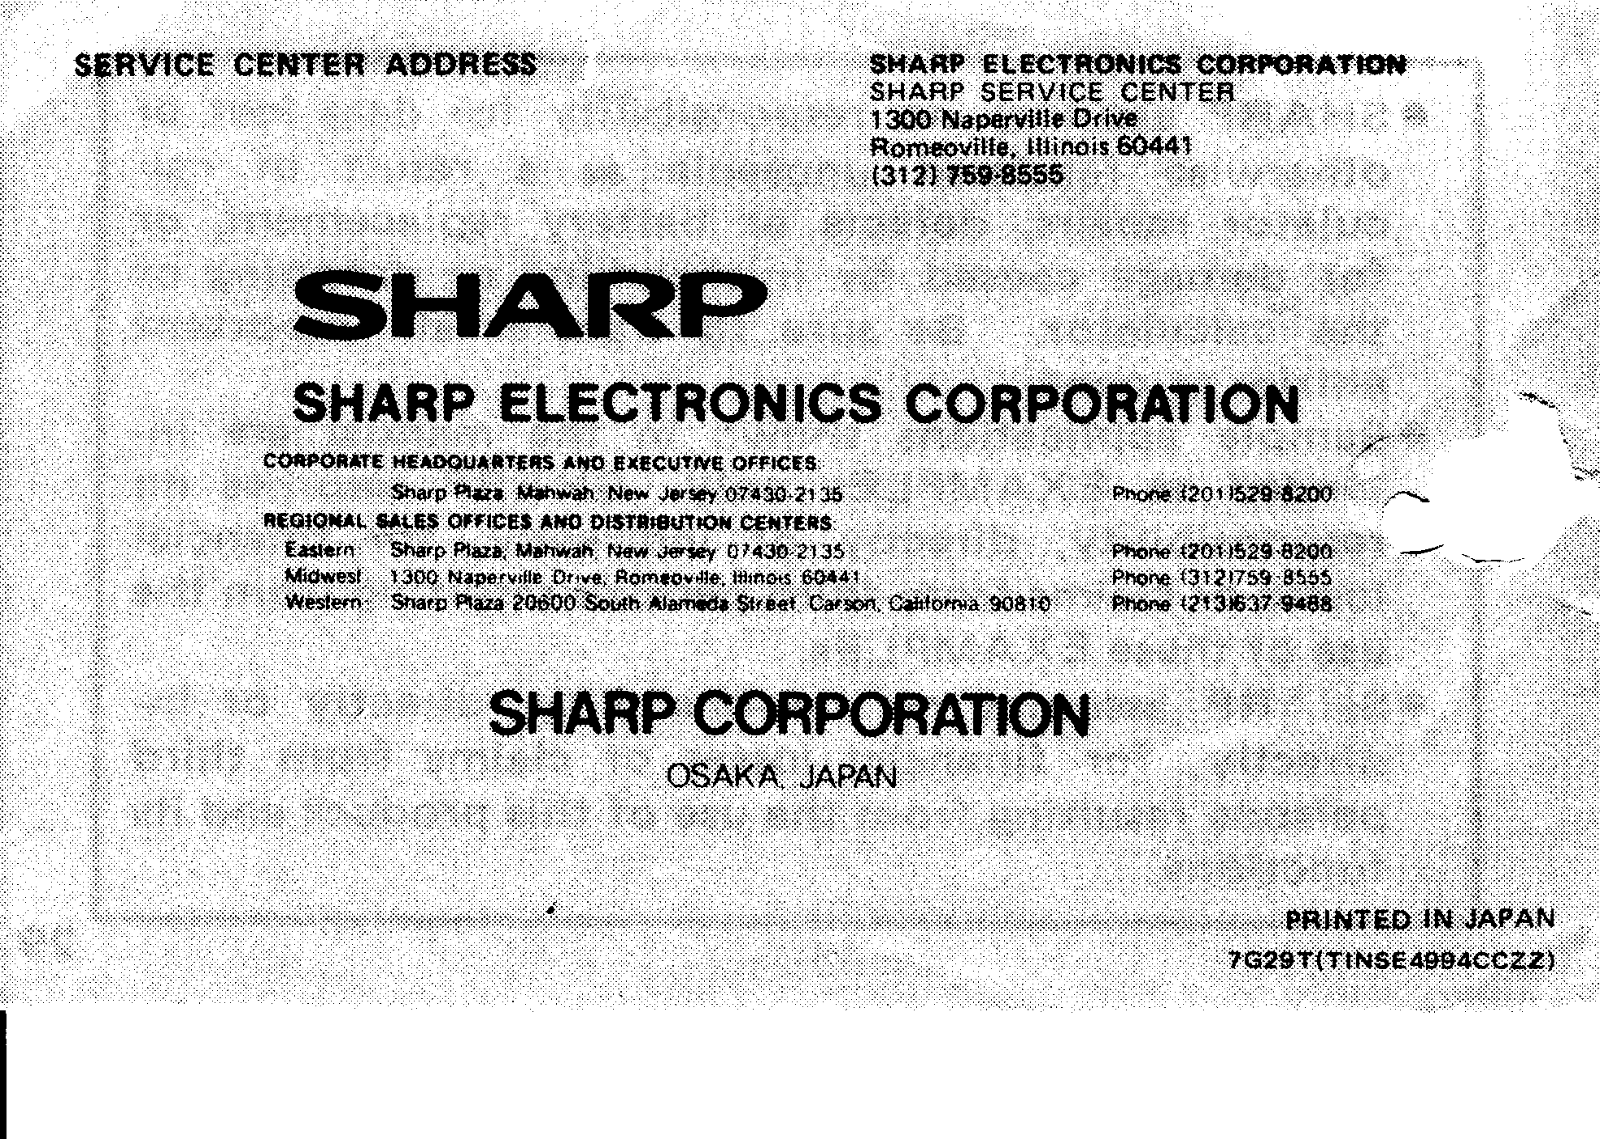 SERVICE CENTER ADDRESS
SHARP ELECTRONICS CORPORATION
SHARP SERVICE CENTER
1300 Naperville Drive
Romeoville, Illinois 60441
(312) 759-8555
SHARP
SHARP ELECTRONICS CORPORATION
CORPORATE HEADQUARTERS AND EXECUTIVE OFFICES:
Sharp Plaza, Mahwah, New Jersey 07430-2135 Phone: (201)529-8200
REGIONAL SALES OFFICES AND DISTRIBUTION CENTERS:
Eastern: Sharp Plaza, Mahwah, New Jersey 07430-2135 Phone: (201)529-8200
Midwest: 1300 Naperville Drive, Romeoville, Illinois 60441 Phone: (312)759-8555
Western: Sharp Plaza 20600 South Alameda Street, Carson, California 90810 Phone: (213)637-9488
SHARP CORPORATION
OSAKA, JAPAN
PRINTED IN JAPAN
7G29T(TINSE4994CCZZ)